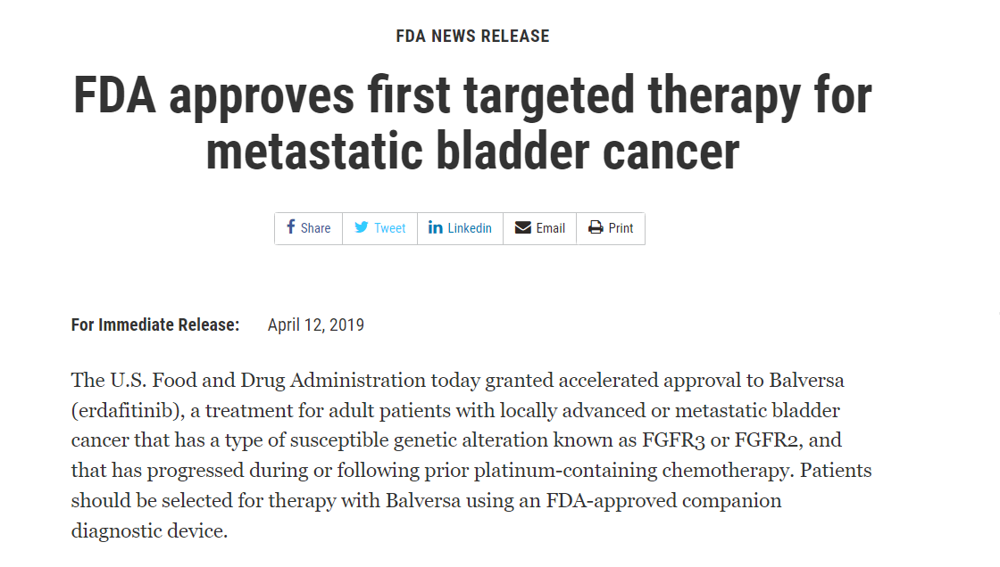 FDA NEWS RELEASE
FDA approves first targeted therapy for
metastatic bladder cancer
Share Tweet Linkedin Email Print
For Immediate Release: April 12, 2019
The U.S. Food and Drug Administration today granted accelerated approval to Balversa
(erdafitinib), a treatment for adult patients with locally advanced or metastatic bladder
cancer that has a type of susceptible genetic alteration known as FGFR3 or FGFR2, and
that has progressed during or following prior platinum-containing chemotherapy. Patients
should be selected for therapy with Balversa using an FDA-approved companion
diagnostic device.